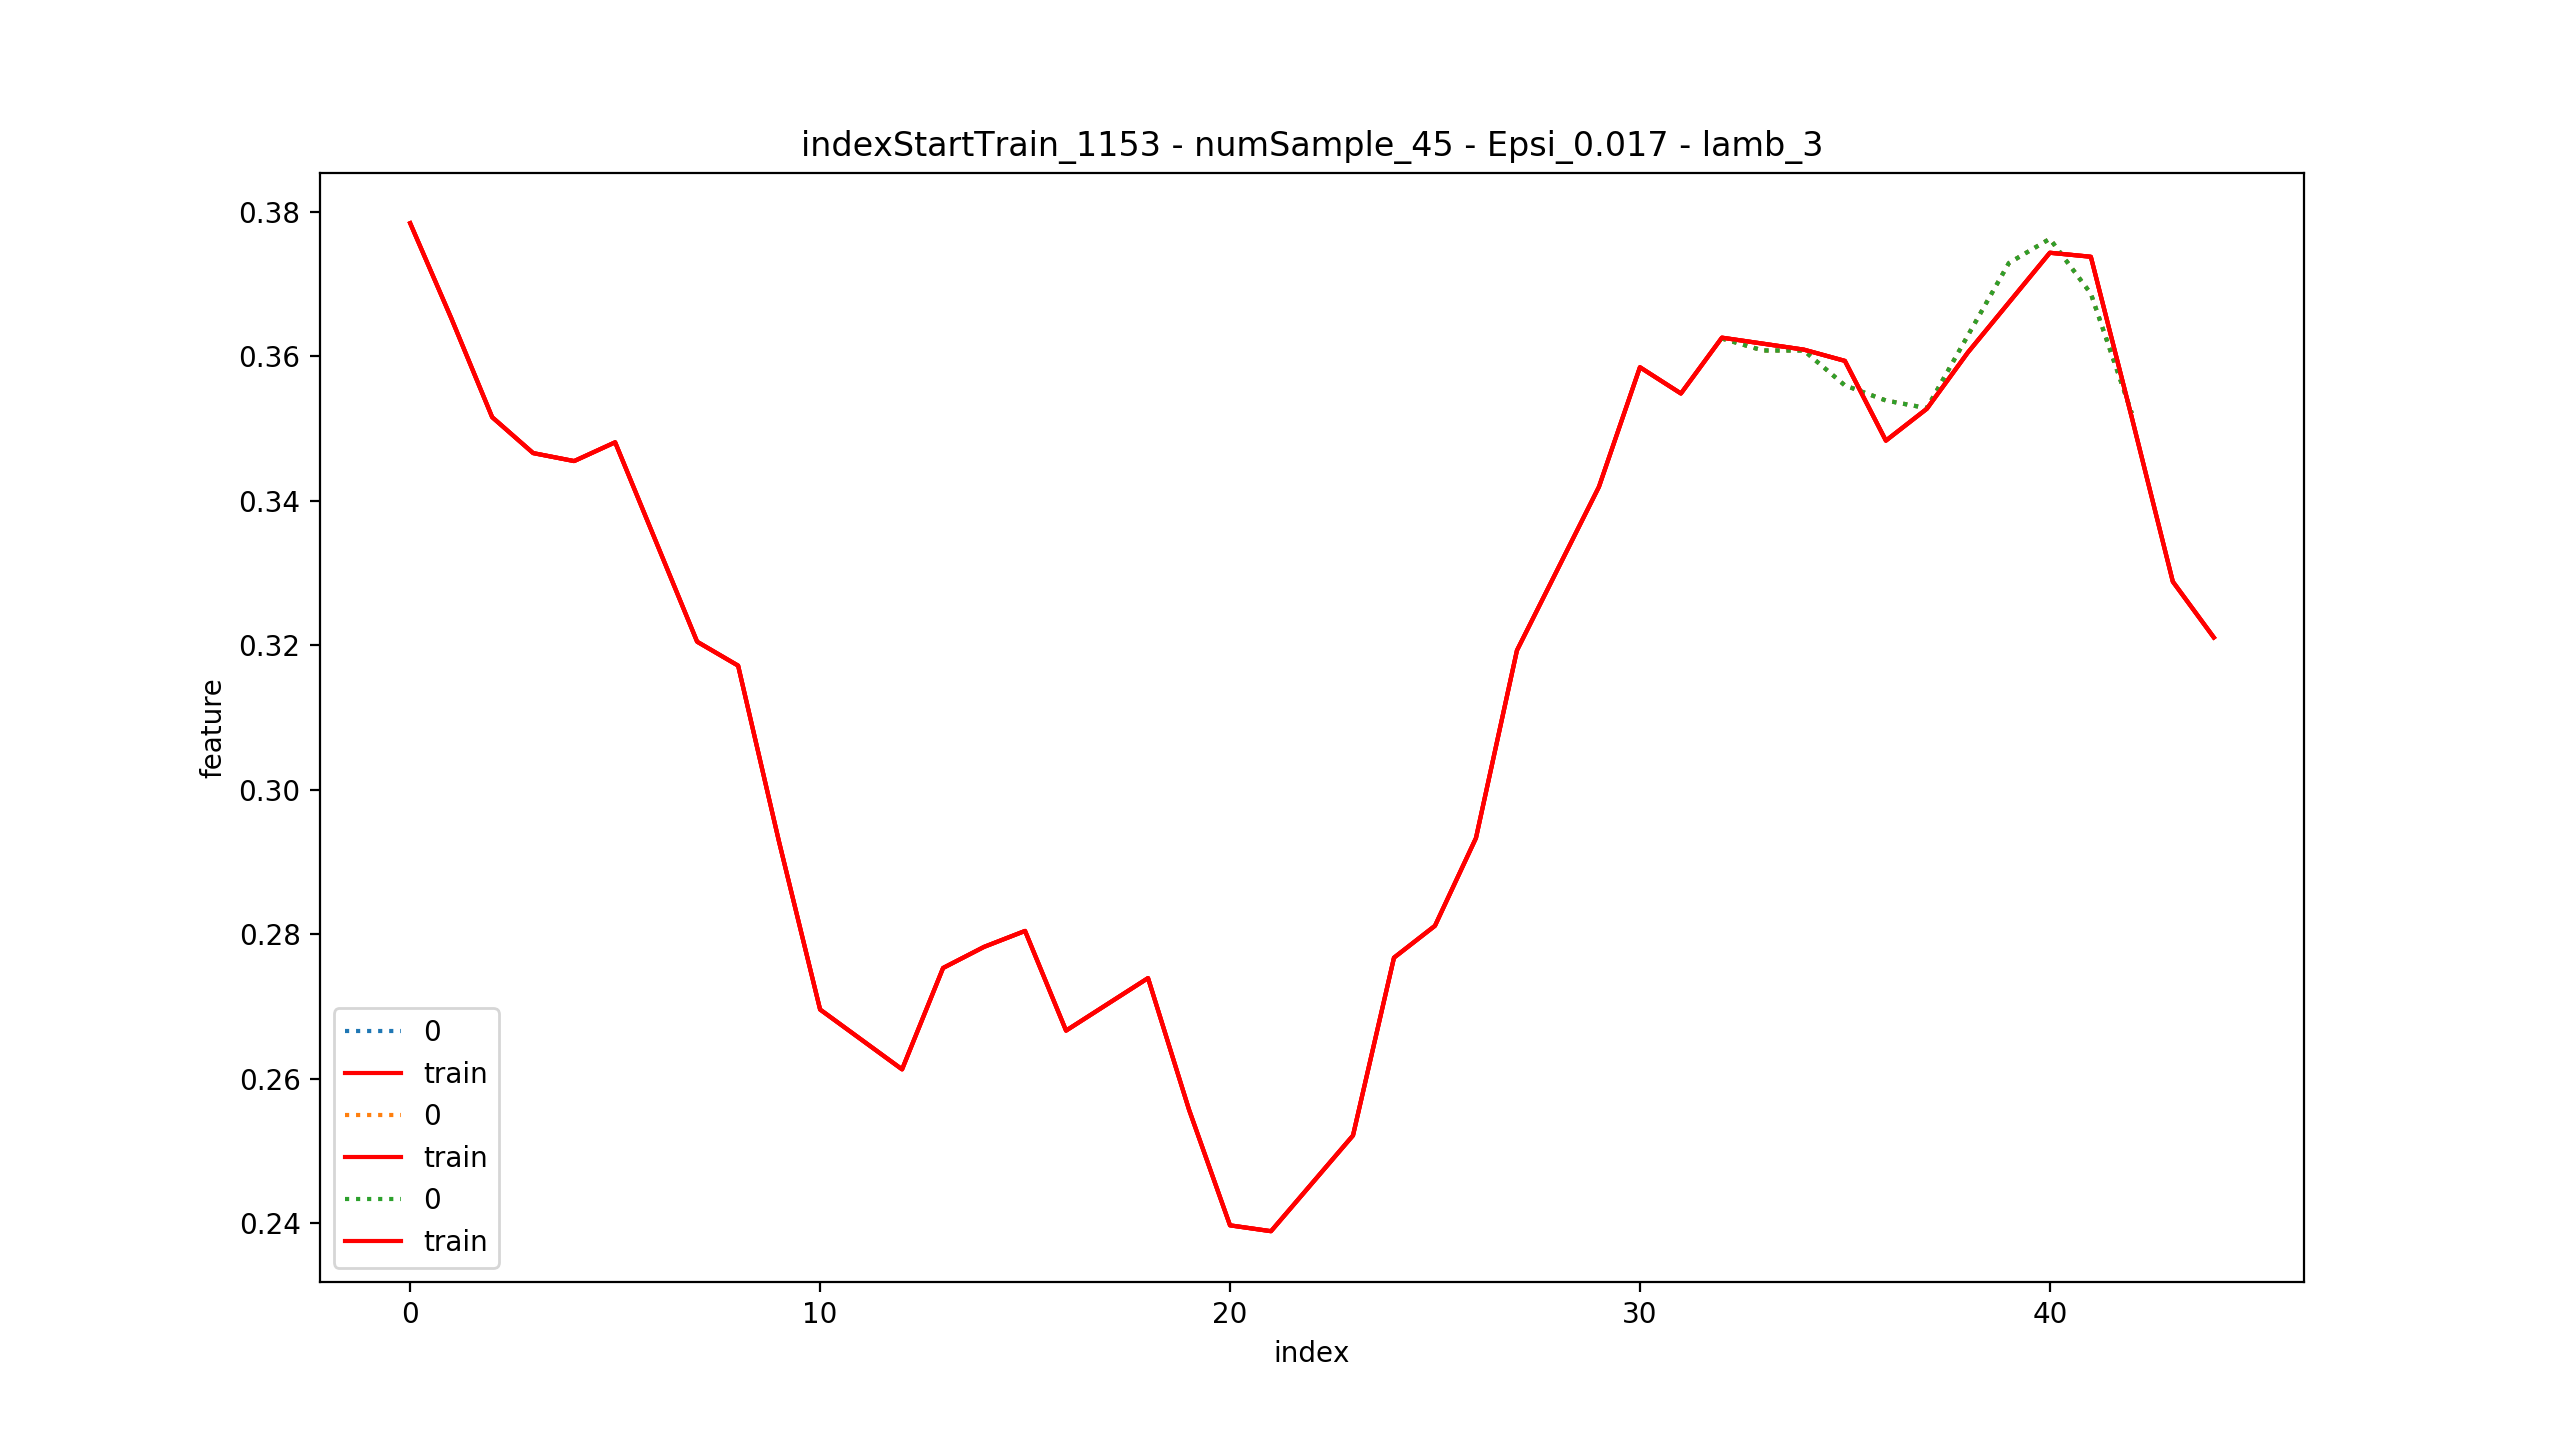 indexStartTrain_1153 - numSample_45 - Epsi_0.017 - lamb_3
0.38
0.36
0.34
0.32
0.30
0.28
0.26
0.24
feature
0
train
0
train
0
train
0 10 20 30 40
index